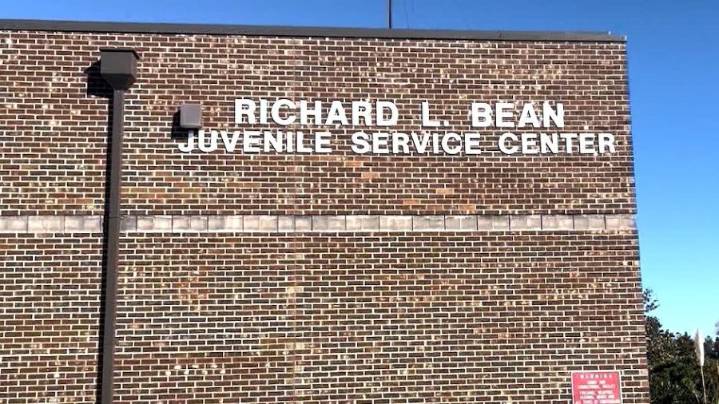 RICHARD L. BEAN
JUVENILE SERVICE CENTER
WARNING